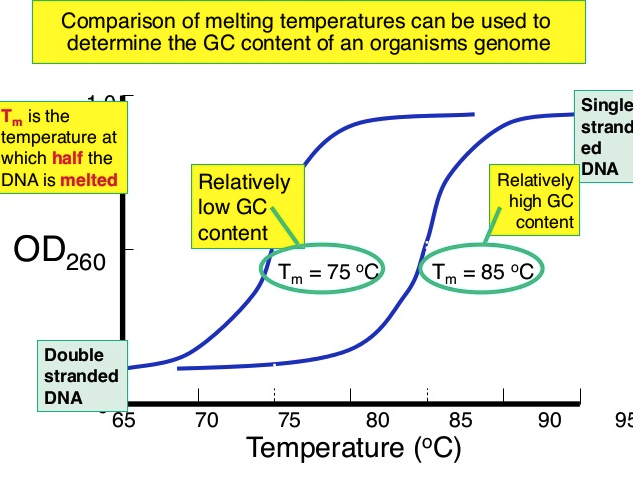 Comparison of melting temperatures can be used to
determine the GC content of an organisms genome
1.0
Tm is the
temperature at
which half the
DNA is melted
Single
strand
ed
DNA
Relatively
low GC
content
Relatively
high GC
content
OD260
Tm = 75 oC
Tm = 85 oC
Double
stranded
DNA
65 70 75 80 85 90 95
Temperature (oC)